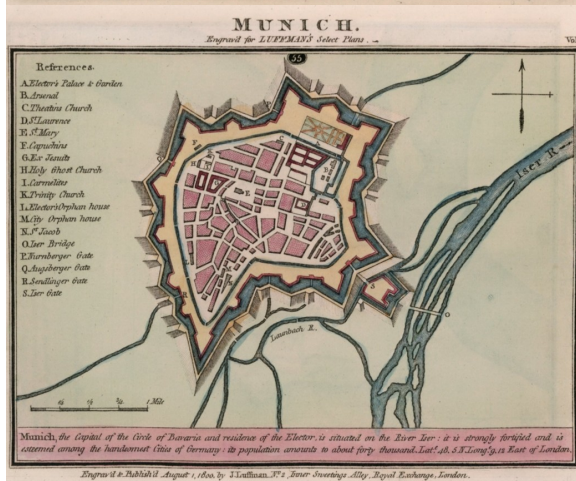 MUNICH.
Engrav'd for LUFFMAN'S Select Plans.
Vol
35
References.
A. Elector's Palace & Garden
B. Arsenal
C. Theatins Church
D. St. Laurence
E. St. Mary
F. Capuchins
G. Ex Jesuits
H. Holy Ghost Church
I. Carmelites
K. Trinity Church
L. Elector's Orphan house
M. City Orphan house
N. St. Jacob
O. Iser Bridge
P. Nurnberger Gate
Q. Augsberger Gate
R. Sendlinger Gate
S. Iser Gate
Iser R.
Laimbach R.
1 Mile
Munich, the Capital of the Circle of Bavaria and residence of the Elector, is situated on the River Iser: it is strongly fortified and is
esteemed among the handsomest Cities of Germany: its population amounts to about forty thousand. Lat. 48, 5 N. Long. 11, 12 East of London.
Engrav'd & Publish'd August 1, 1800, by J. Luffman, No. 2, Inner Sweetings Alley, Royal Exchange, London.